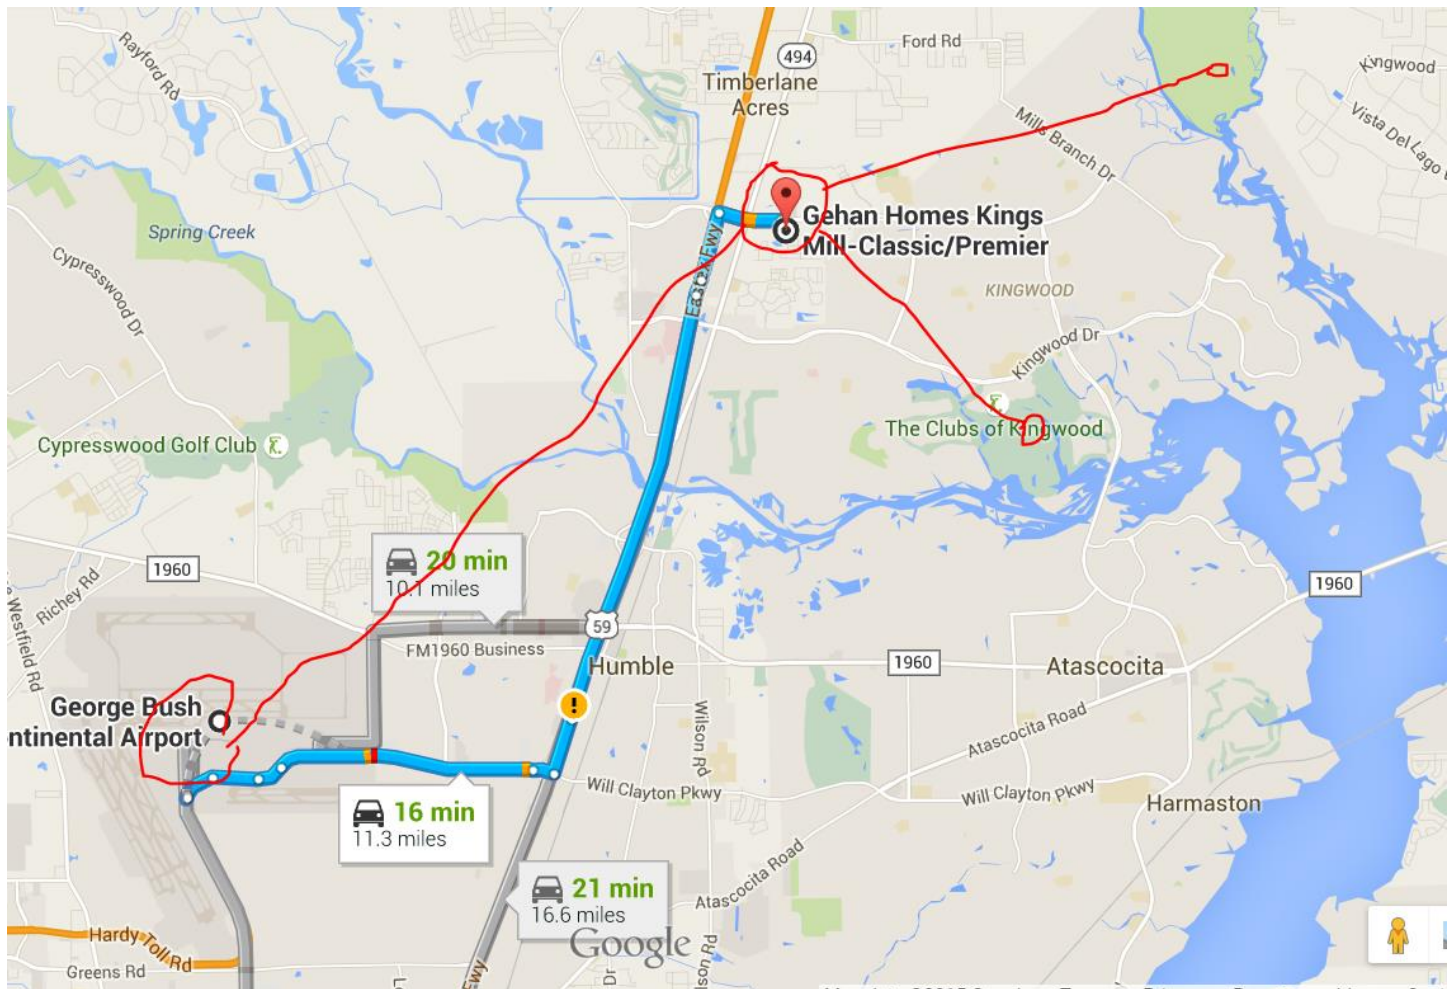 Ford Rd
Kingwood
Rayford Rd
494
Timberlane
Acres
Vista Del Lago
Mills Branch Dr
Gehan Homes Kings
Mill-Classic/Premier
Spring Creek
Cypresswood Dr
Eastex Fwy
KINGWOOD
Kingwood Dr
The Clubs of Kingwood
Cypresswood Golf Club
20 min
10.1 miles
1960
1960
Richey Rd
Westfield Rd
59
FM1960 Business
Humble
1960
Atascocita
George Bush
ntinental Airport
Wilson Rd
Atascocita Road
Will Clayton Pkwy
Will Clayton Pkwy
Harmaston
16 min
11.3 miles
Atascocita Road
21 min
16.6 miles
Google
Hardy Toll Rd
Greens Rd
Fwy
Dr
lson Rd